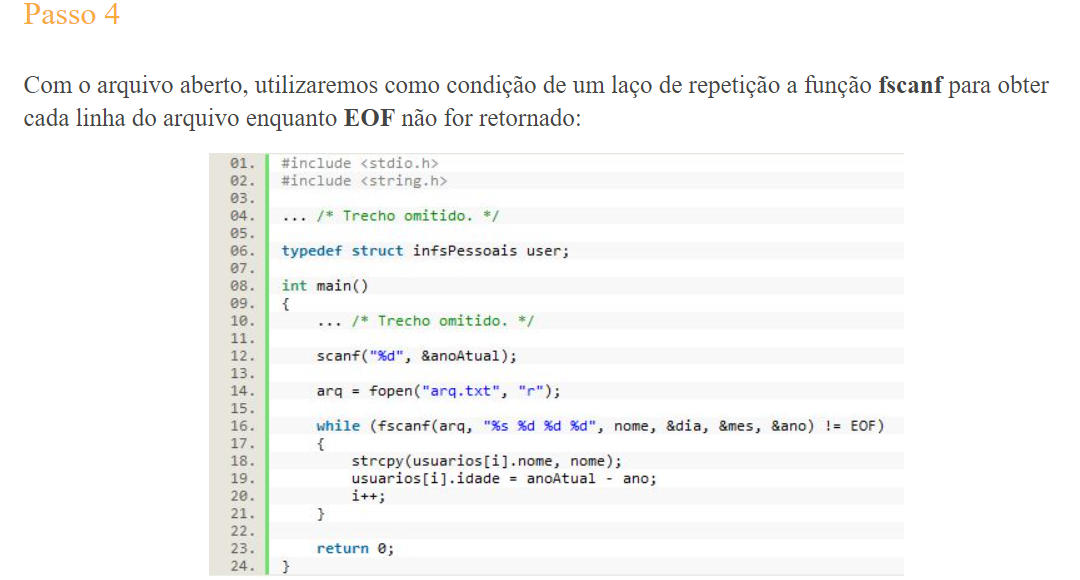 Passo 4
Com o arquivo aberto, utilizaremos como condição de um laço de repetição a função fscanf para obter
cada linha do arquivo enquanto EOF não for retornado:
01. #include <stdio.h>
02. #include <string.h>
03.
04. ... /* Trecho omitido. */
05.
06. typedef struct infsPessoais user;
07.
08. int main()
09. {
10.     ... /* Trecho omitido. */
11.
12.     scanf("%d", &anoAtual);
13.
14.     arq = fopen("arq.txt", "r");
15.
16.     while (fscanf(arq, "%s %d %d %d", nome, &dia, &mes, &ano) != EOF)
17.     {
18.         strcpy(usuarios[i].nome, nome);
19.         usuarios[i].idade = anoAtual - ano;
20.         i++;
21.     }
22.
23.     return 0;
24. }